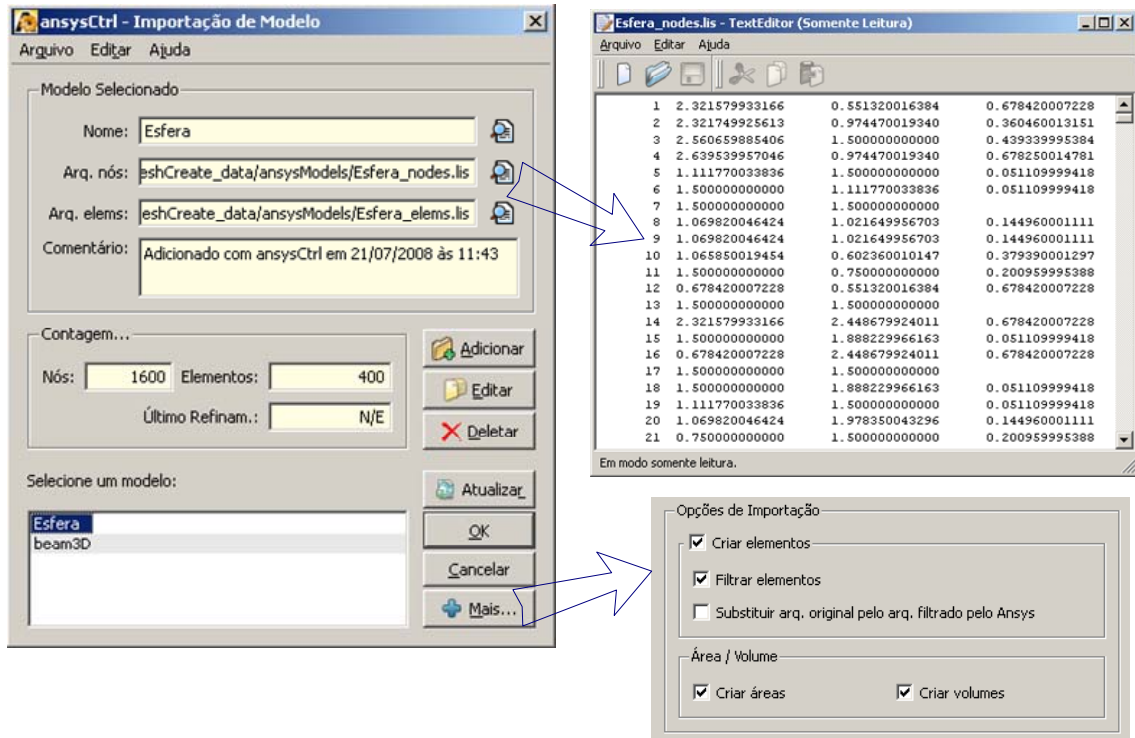 ansysCtrl - Importação de Modelo
Arquivo Editar Ajuda
Modelo Selecionado
Nome: Esfera
Arq. nós: eshCreate_data/ansysModels/Esfera_nodes.lis
Arq. elems: eshCreate_data/ansysModels/Esfera_elems.lis
Comentário: Adicionado com ansysCtrl em 21/07/2008 às 11:43
Contagem...
Nós: 1600 Elementos: 400
Último Refinam.: N/E
Adicionar
Editar
Deletar
Selecione um modelo:
Esfera
beam3D
Atualizar
OK
Cancelar
Mais...
Esfera_nodes.lis - TextEditor (Somente Leitura)
Arquivo Editar Ajuda
1 2.321579933166 0.551320016384 0.678420007228
2 2.321749925613 0.974470019340 0.360460013151
3 2.560659885406 1.500000000000 0.439339995384
4 2.639539957046 0.974470019340 0.678250014781
5 1.111770033836 1.500000000000 0.051109999418
6 1.500000000000 1.111770033836 0.051109999418
7 1.500000000000 1.500000000000
8 1.069820046424 1.021649956703 0.144960001111
9 1.069820046424 1.021649956703 0.144960001111
10 1.065850019454 0.602360010147 0.379390001297
11 1.500000000000 0.750000000000 0.200959995388
12 0.678420007228 0.551320016384 0.678420007228
13 1.500000000000 1.500000000000
14 2.321579933166 2.448679924011 0.678420007228
15 1.500000000000 1.888229966163 0.051109999418
16 0.678420007228 2.448679924011 0.678420007228
17 1.500000000000 1.500000000000
18 1.500000000000 1.888229966163 0.051109999418
19 1.111770033836 1.500000000000 0.051109999418
20 1.069820046424 1.978350043296 0.144960001111
21 0.750000000000 1.500000000000 0.200959995388
Em modo somente leitura.
Opções de Importação
Criar elementos
Filtrar elementos
Substituir arq. original pelo arq. filtrado pelo Ansys
Área / Volume
Criar áreas Criar volumes